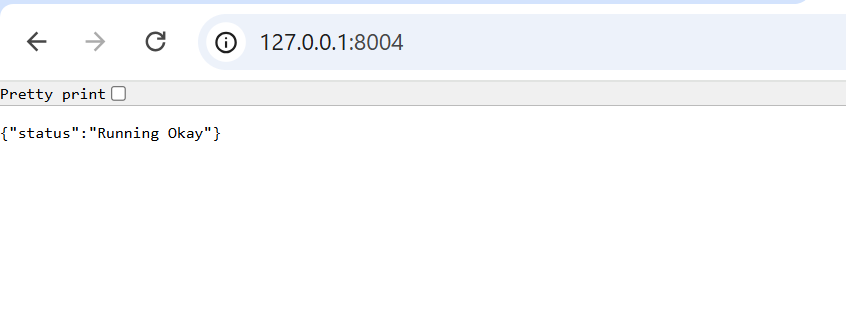 127.0.0.1:8004
Pretty print
{"status":"Running Okay"}